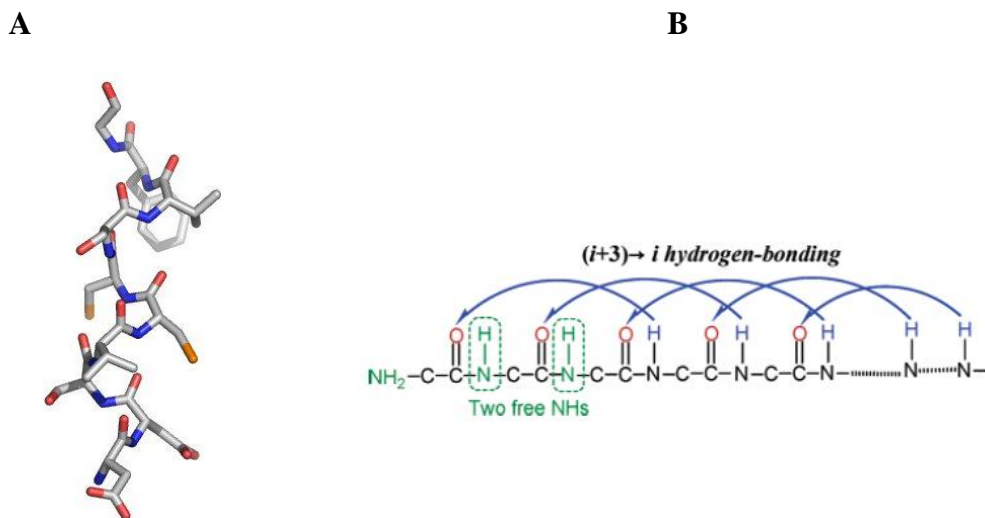 A B
(i+3)→ i hydrogen-bonding
O H O H O H O H O H H H
NH₂–C–C–N–C–C–N–C–C–N–C–C–N–C–C–N N N
Two free NHs